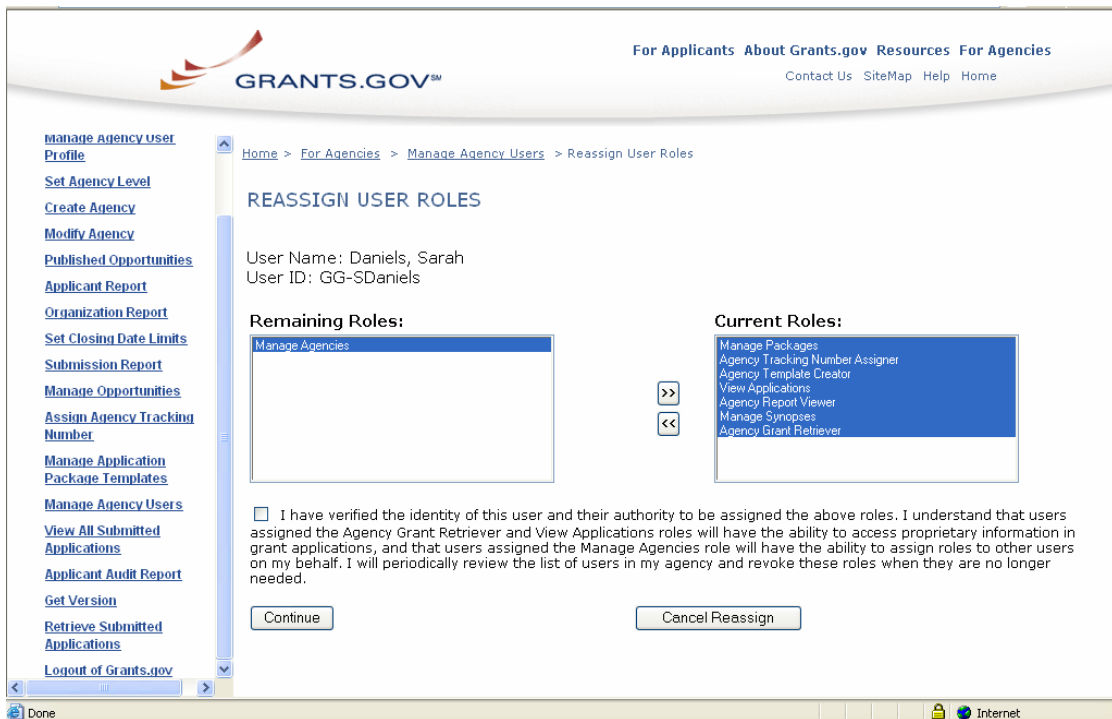 For Applicants About Grants.gov Resources For Agencies
GRANTS.GOV℠
Contact Us SiteMap Help Home
Manage Agency User
Profile
Set Agency Level
Create Agency
Modify Agency
Published Opportunities
Applicant Report
Organization Report
Set Closing Date Limits
Submission Report
Manage Opportunities
Assign Agency Tracking
Number
Manage Application
Package Templates
Manage Agency Users
View All Submitted
Applications
Applicant Audit Report
Get Version
Retrieve Submitted
Applications
Logout of Grants.gov
Home > For Agencies > Manage Agency Users > Reassign User Roles
REASSIGN USER ROLES
User Name: Daniels, Sarah
User ID: GG-SDaniels
Remaining Roles:
Manage Agencies
>>
<<
Current Roles:
Manage Packages
Agency Tracking Number Assigner
Agency Template Creator
View Applications
Agency Report Viewer
Manage Synopses
Agency Grant Retriever
I have verified the identity of this user and their authority to be assigned the above roles. I understand that users
assigned the Agency Grant Retriever and View Applications roles will have the ability to access proprietary information in
grant applications, and that users assigned the Manage Agencies role will have the ability to assign roles to other users
on my behalf. I will periodically review the list of users in my agency and revoke these roles when they are no longer
needed.
Continue
Cancel Reassign
Done
Internet